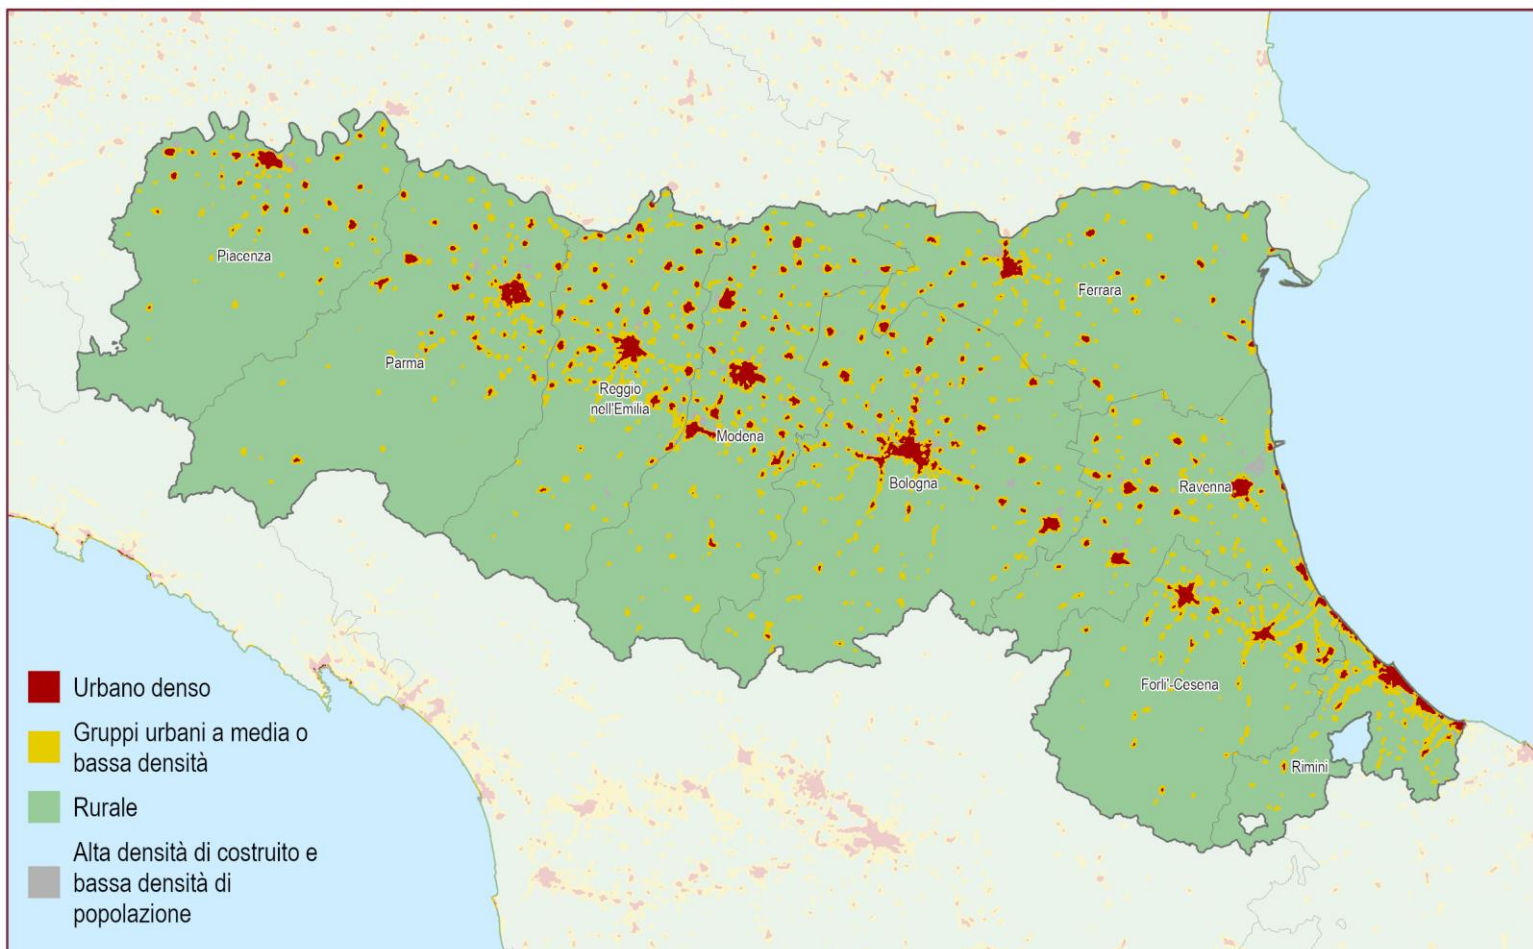 Piacenza
Ferrara
Parma
Reggio
nell'Emilia
Modena
Bologna
Ravenna
Forli'-Cesena
Rimini
Urbano denso
Gruppi urbani a media o
bassa densità
Rurale
Alta densità di costruito e
bassa densità di
popolazione